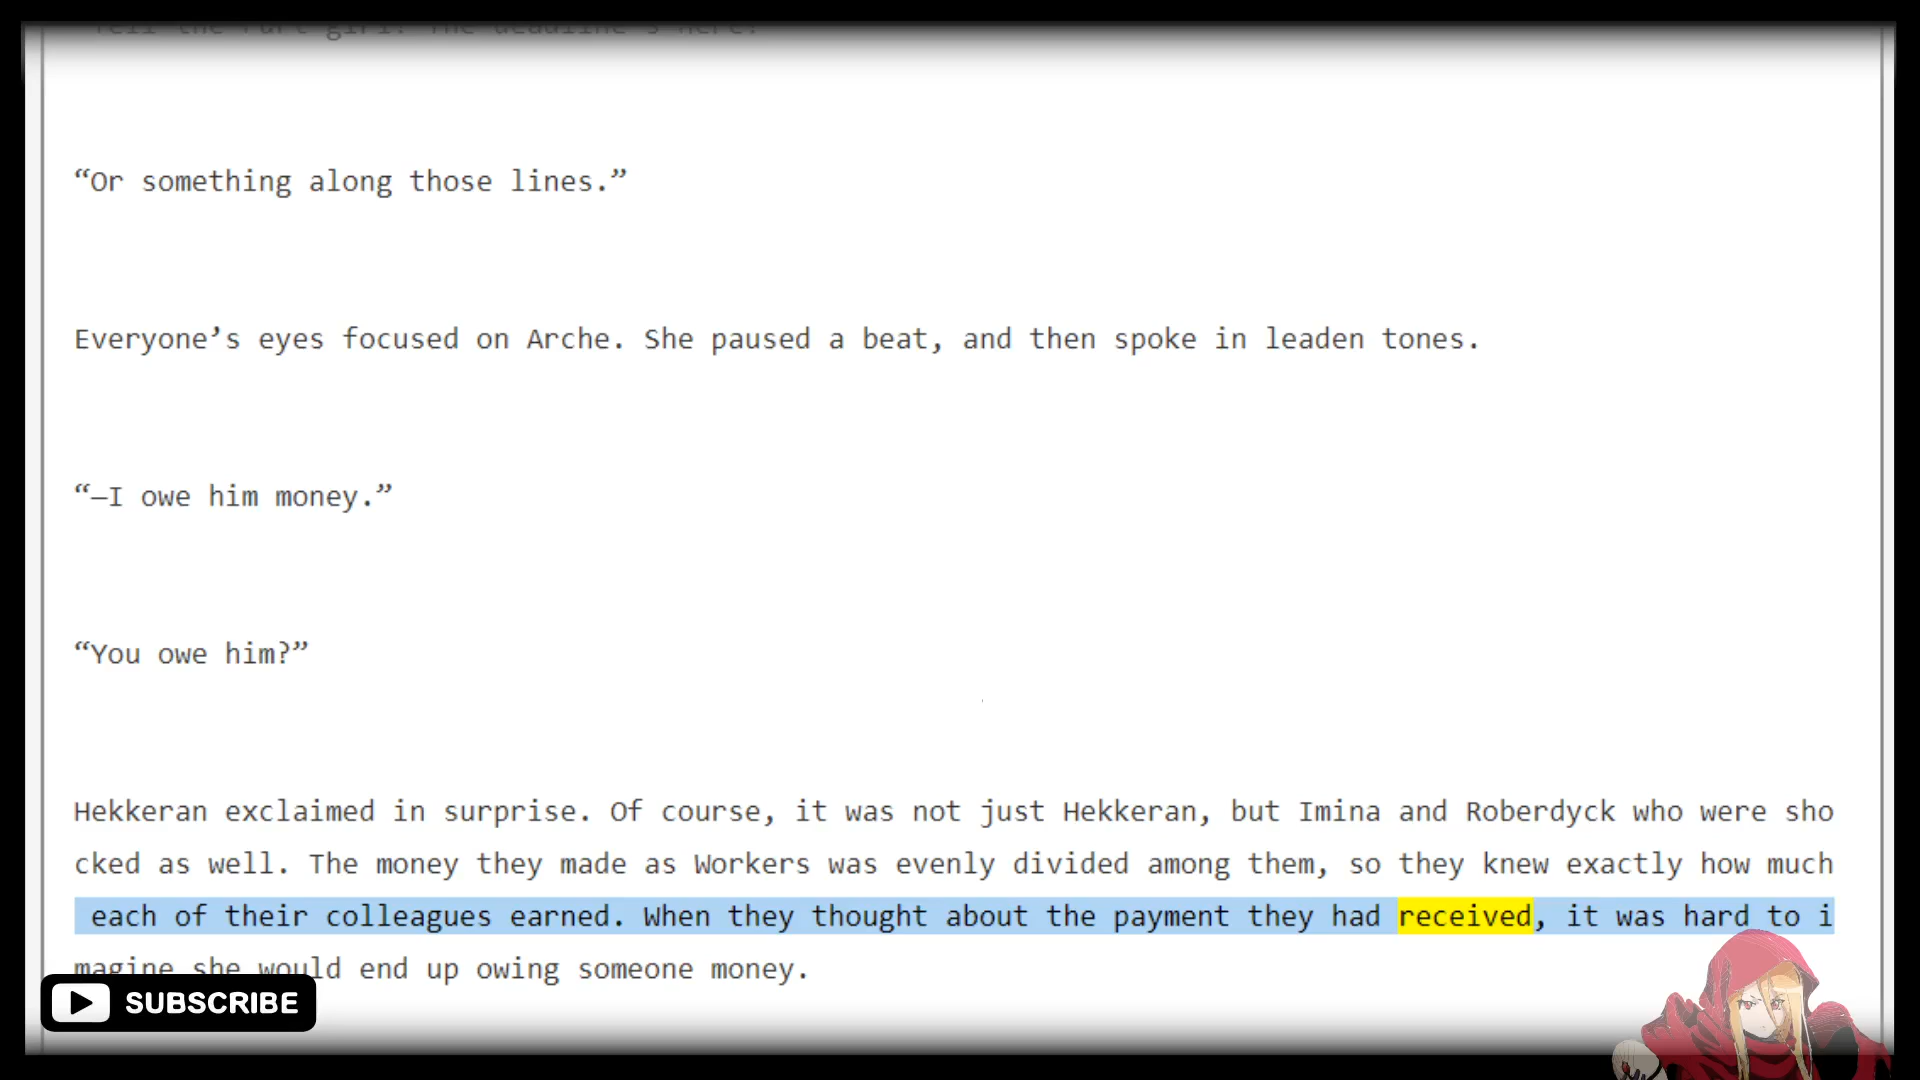 “Or something along those lines.”
Everyone’s eyes focused on Arche. She paused a beat, and then spoke in leaden tones.
“—I owe him money.”
“You owe him?”
Hekkeran exclaimed in surprise. Of course, it was not just Hekkeran, but Imina and Roberdyck who were sho
cked as well. The money they made as Workers was evenly divided among them, so they knew exactly how much
each of their colleagues earned. When they thought about the payment they had received, it was hard to i
magine she would end up owing someone money.
SUBSCRIBE